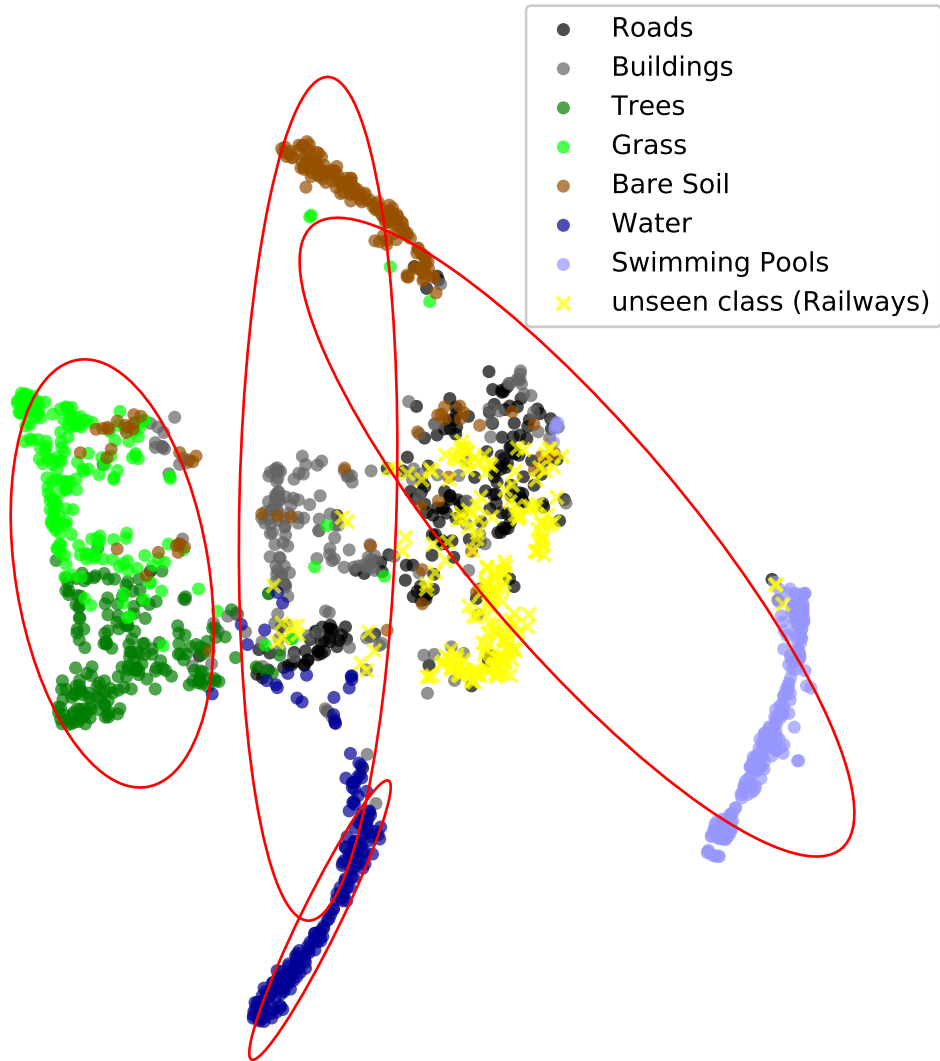 Roads
Buildings
Trees
Grass
Bare Soil
Water
Swimming Pools
unseen class (Railways)